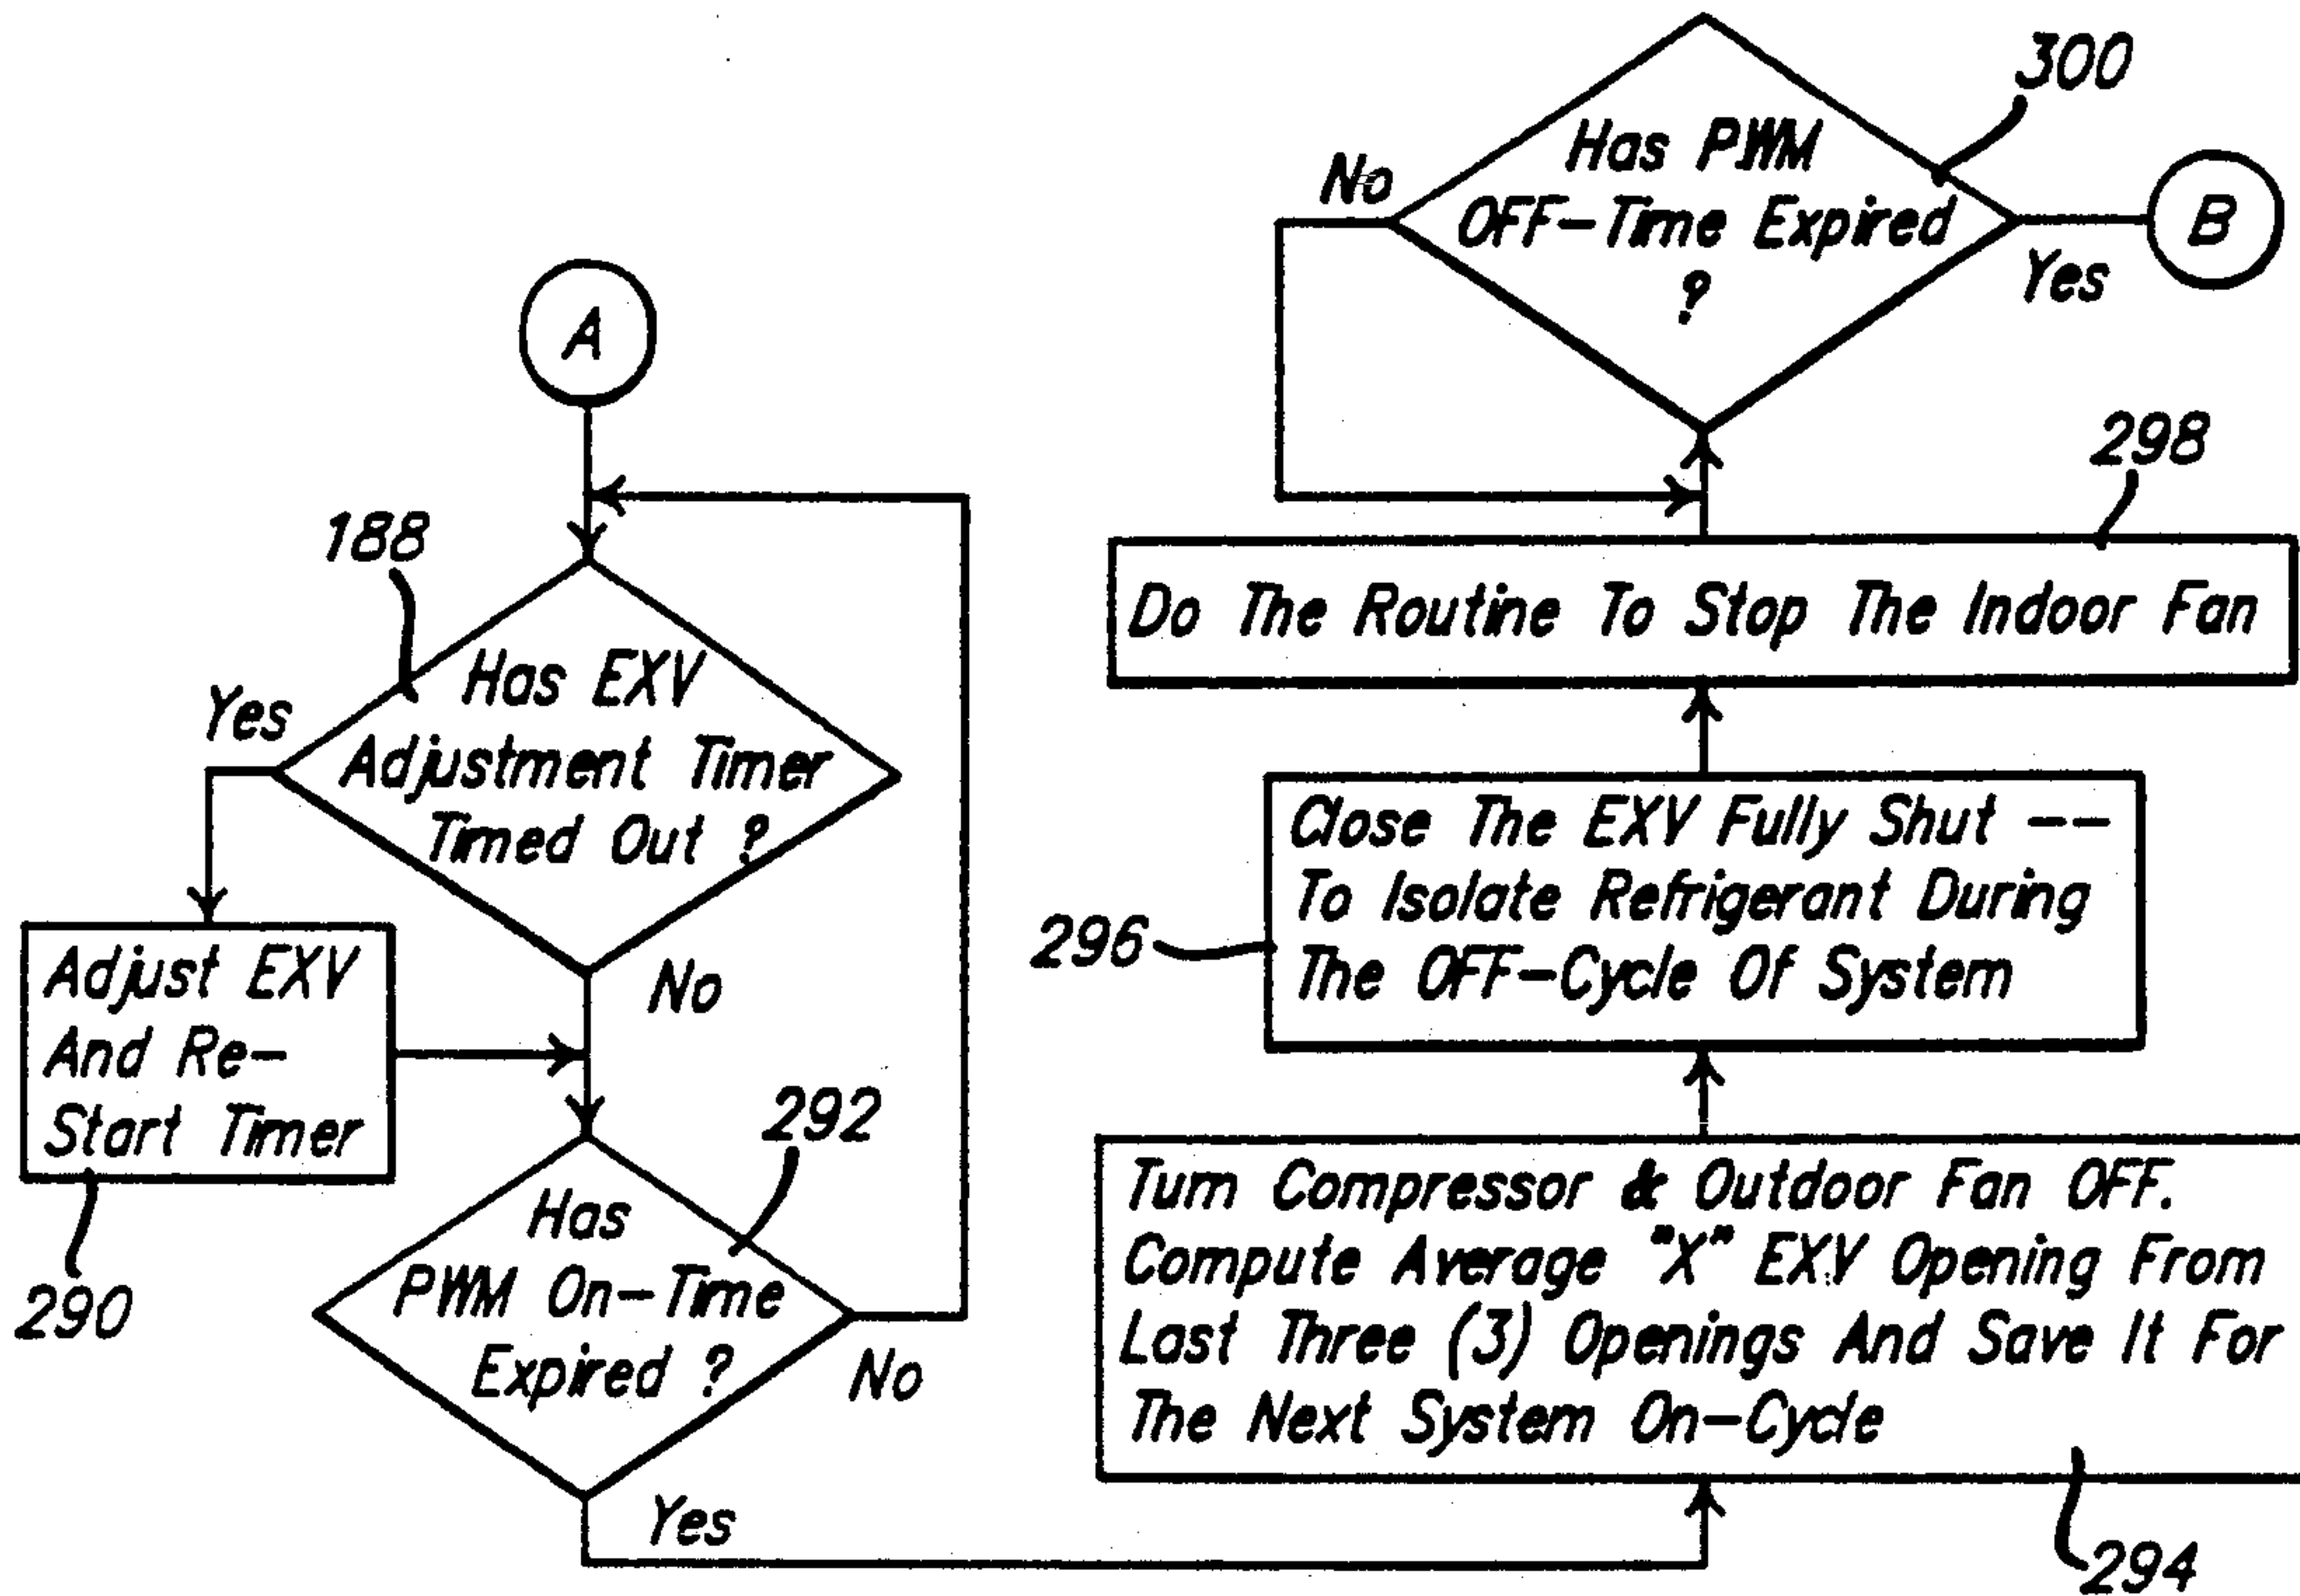 A
188
Has EXV
Adjustment Timer
Timed Out ?
Yes
No
Adjust EXV
And Re-
Start Timer
290
292
Has
PWM On-Time
Expired ?
No
Yes
Turn Compressor & Outdoor Fan OFF.
Compute Average "X" EXV Opening From
Last Three (3) Openings And Save It For
The Next System On-Cycle
294
Close The EXV Fully Shut --
To Isolate Refrigerant During
The OFF-Cycle Of System
296
Do The Routine To Stop The Indoor Fan
298
Has PWM
OFF-Time Expired
?
300
No
Yes
B